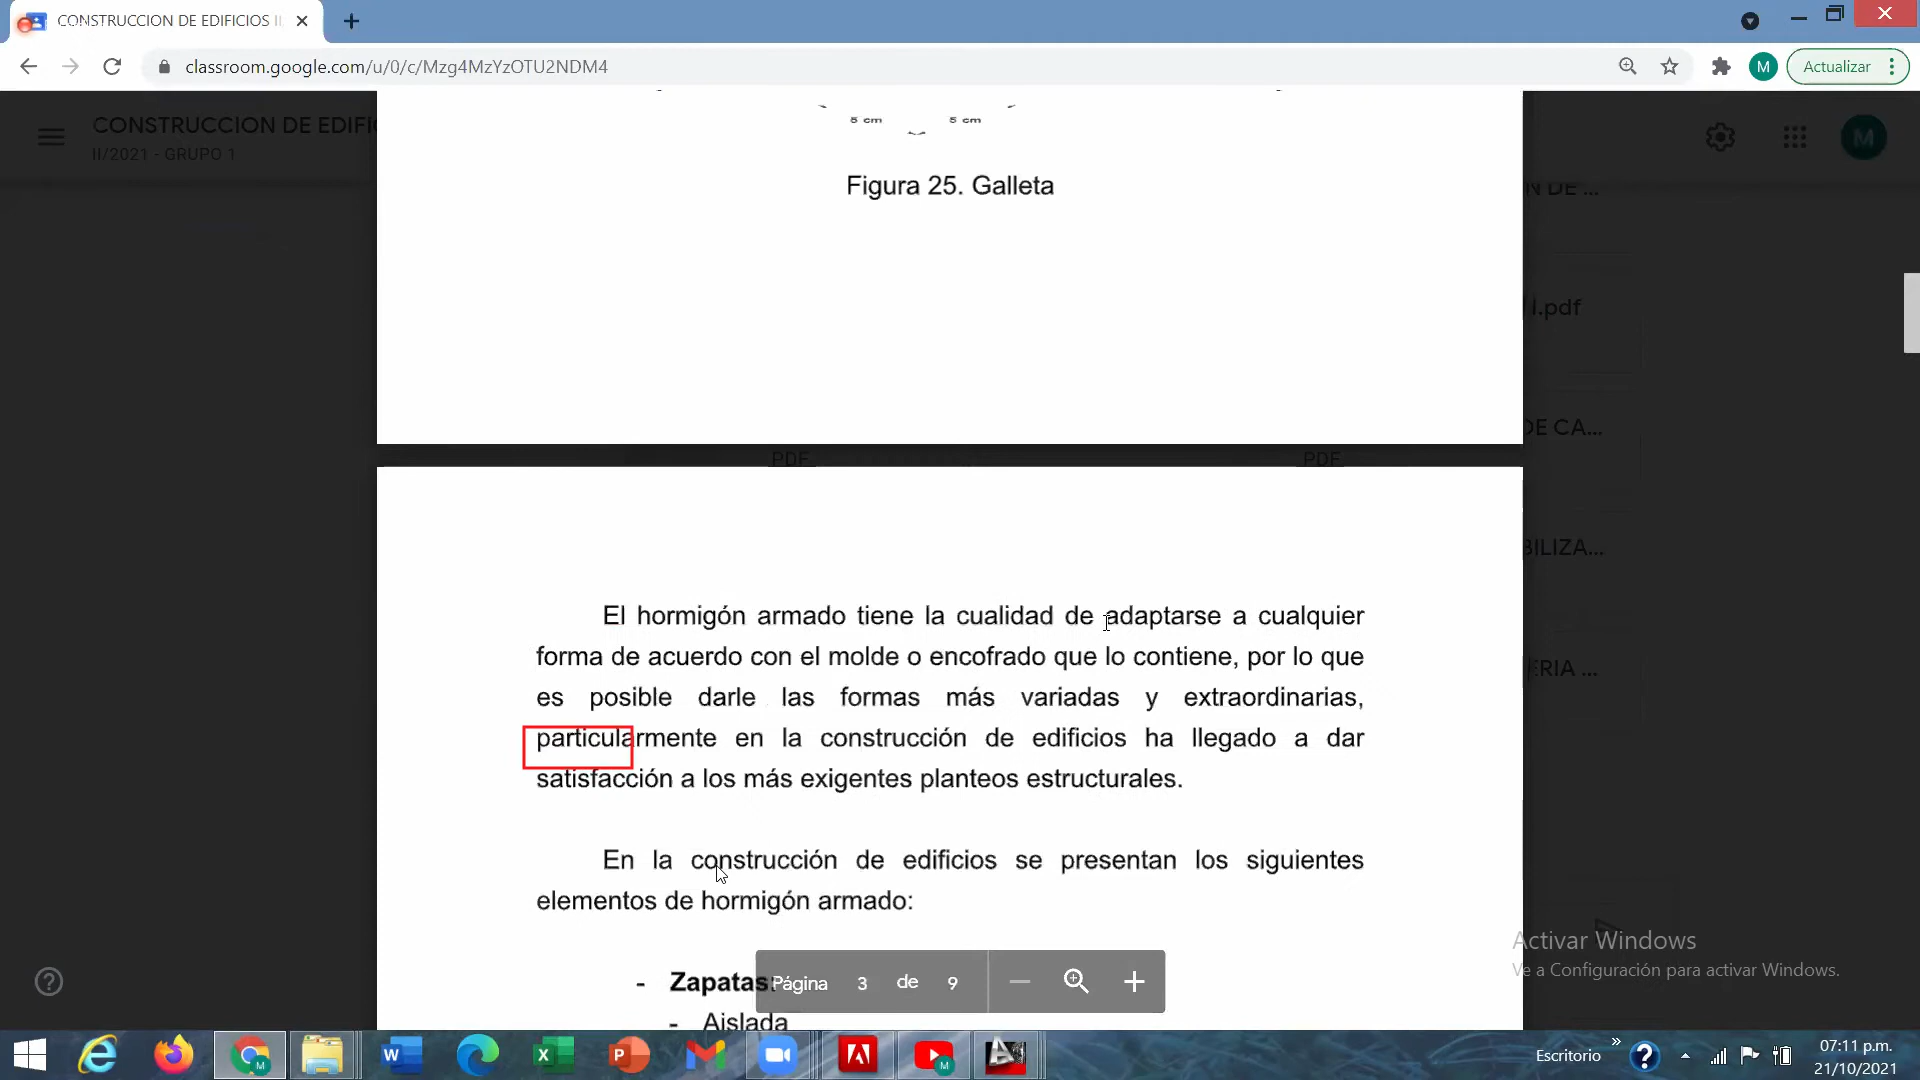 CONSTRUCCION DE EDIFICIOS II
classroom.google.com/u/0/c/Mzg4MzYzOTU2NDM4
Actualizar
M
CONSTRUCCION DE EDIFI
II/2021 - GRUPO 1
M
5 cm 5 cm
Figura 25. Galleta
N DE ...
I.pdf
DE CA...
PDF PDF
BILIZA...
ERIA ...
El hormigón armado tiene la cualidad de adaptarse a cualquier
forma de acuerdo con el molde o encofrado que lo contiene, por lo que
es posible darle las formas más variadas y extraordinarias,
particularmente en la construcción de edificios ha llegado a dar
satisfacción a los más exigentes planteos estructurales.
En la construcción de edificios se presentan los siguientes
elementos de hormigón armado:
- Zapatas:
- Aislada
Página 3 de 9
Activar Windows
Ve a Configuración para activar Windows.
Escritorio
07:11 p.m.
21/10/2021